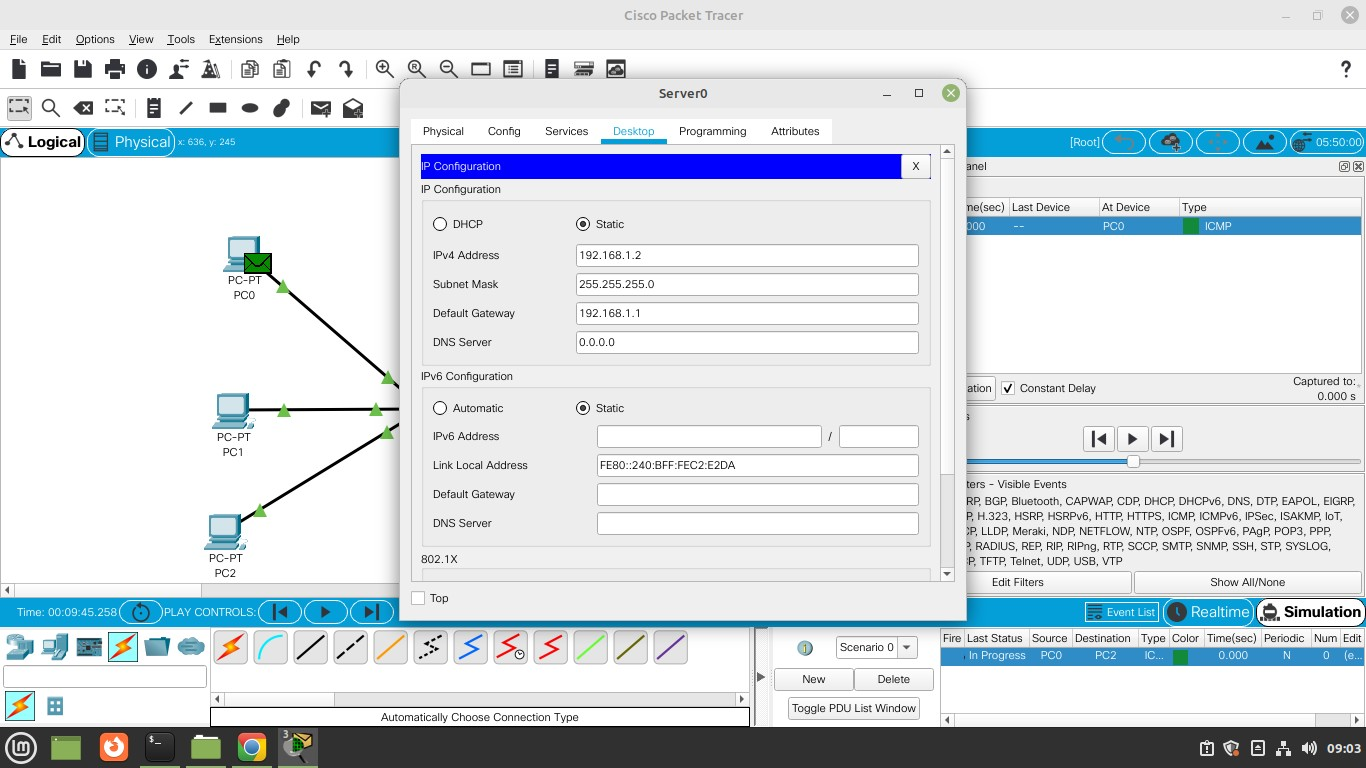 Cisco Packet Tracer
File Edit Options View Tools Extensions Help
Logical Physical x: 636, y: 245 [Root] 05:50:00
PC-PT
PC0
PC-PT
PC1
PC-PT
PC2
Server0
Physical Config Services Desktop Programming Attributes
IP Configuration X
IP Configuration
DHCP Static
IPv4 Address 192.168.1.2
Subnet Mask 255.255.255.0
Default Gateway 192.168.1.1
DNS Server 0.0.0.0
IPv6 Configuration
Automatic Static
IPv6 Address /
Link Local Address FE80::240:BFF:FEC2:E2DA
Default Gateway
DNS Server
802.1X
Top
anel
ne(sec) Last Device At Device Type
000 -- PC0 ICMP
ation Constant Delay Captured to:
0.000 s
s
ters - Visible Events
RP, BGP, Bluetooth, CAPWAP, CDP, DHCP, DHCPv6, DNS, DTP, EAPOL, EIGRP,
P, H.323, HSRP, HSRPv6, HTTP, HTTPS, ICMP, ICMPv6, IPSec, ISAKMP, IoT,
CP, LLDP, Meraki, NDP, NETFLOW, NTP, OSPF, OSPFv6, PAgP, POP3, PPP,
P, RADIUS, REP, RIP, RIPng, RTP, SCCP, SMTP, SNMP, SSH, STP, SYSLOG,
P, TFTP, Telnet, UDP, USB, VTP
Edit Filters Show All/None
Time: 00:09:45.258 PLAY CONTROLS: Event List Realtime Simulation
Scenario 0
New Delete
Toggle PDU List Window
Automatically Choose Connection Type
Fire Last Status Source Destination Type Color Time(sec) Periodic Num Edit
In Progress PC0 PC2 IC... 0.000 N 0 (e...
3
09:03